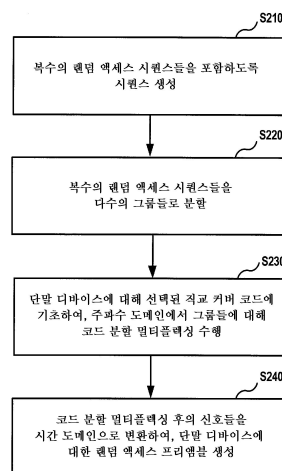 S210
복수의 랜덤 액세스 시퀀스들을 포함하도록
시퀀스 생성
S220
복수의 랜덤 액세스 시퀀스들을
다수의 그룹들로 분할
S230
단말 디바이스에 대해 선택된 직교 커버 코드에
기초하여, 주파수 도메인에서 그룹들에 대해
코드 분할 멀티플렉싱 수행
S240
코드 분할 멀티플렉싱 후의 신호들을
시간 도메인으로 변환하여, 단말 디바이스에
대한 랜덤 액세스 프리앰블 생성